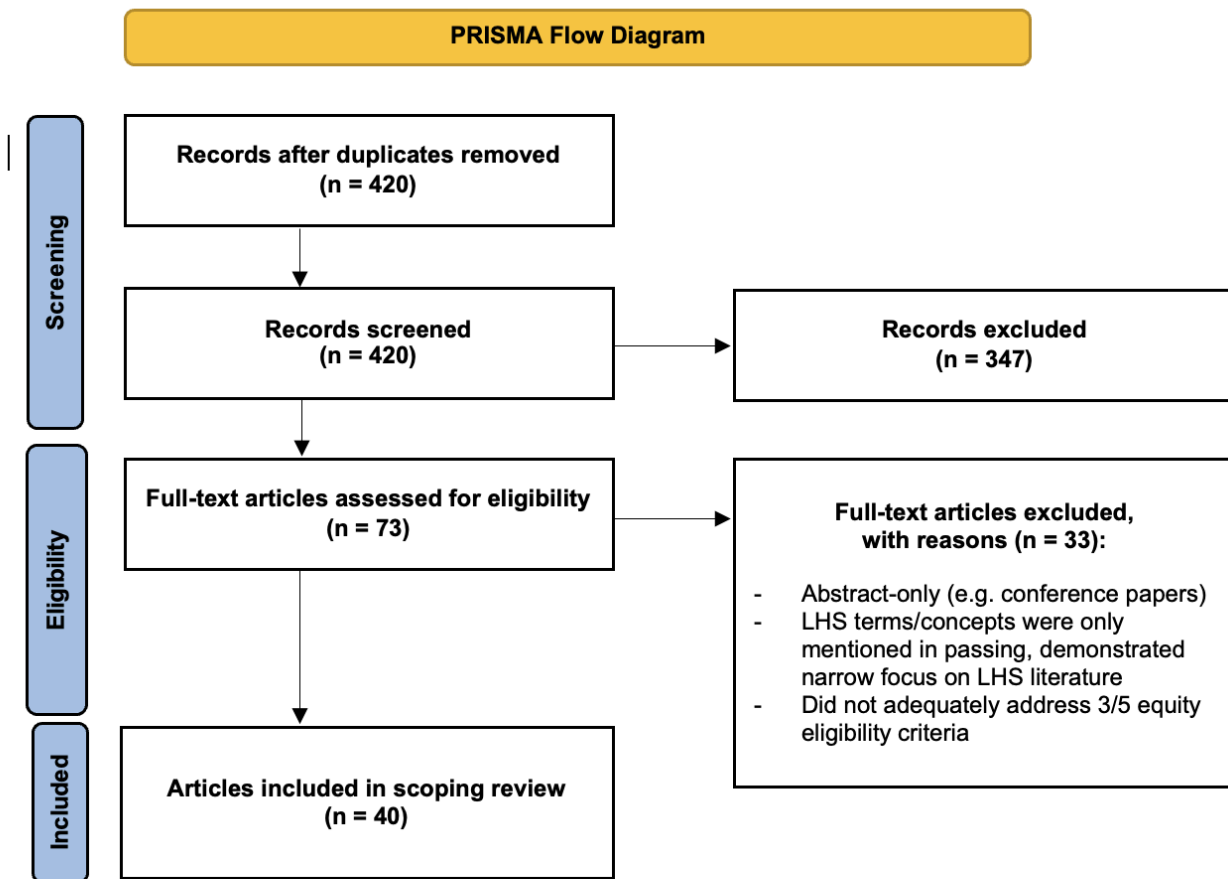 PRISMA Flow Diagram
Screening
Records after duplicates removed
(n = 420)
Records screened
(n = 420)
Records excluded
(n = 347)
Eligibility
Full-text articles assessed for eligibility
(n = 73)
Full-text articles excluded,
with reasons (n = 33):
- Abstract-only (e.g. conference papers)
- LHS terms/concepts were only
mentioned in passing, demonstrated
narrow focus on LHS literature
- Did not adequately address 3/5 equity
eligibility criteria
Included
Articles included in scoping review
(n = 40)